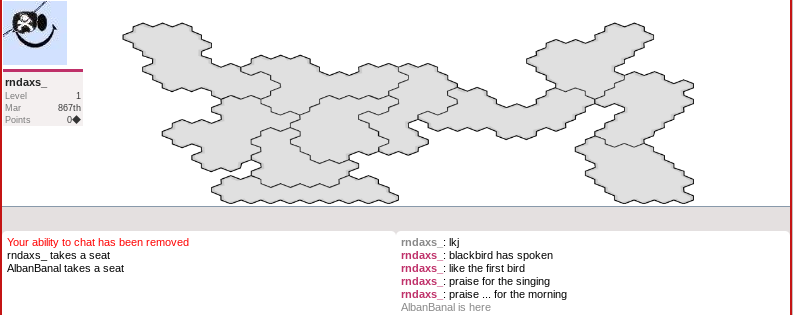 rndaxs_
Level 1
Mar 867th
Points 0◆
Your ability to chat has been removed
rndaxs_ takes a seat
AlbanBanal takes a seat
rndaxs_: lkj
rndaxs_: blackbird has spoken
rndaxs_: like the first bird
rndaxs_: praise for the singing
rndaxs_: praise ... for the morning
AlbanBanal is here